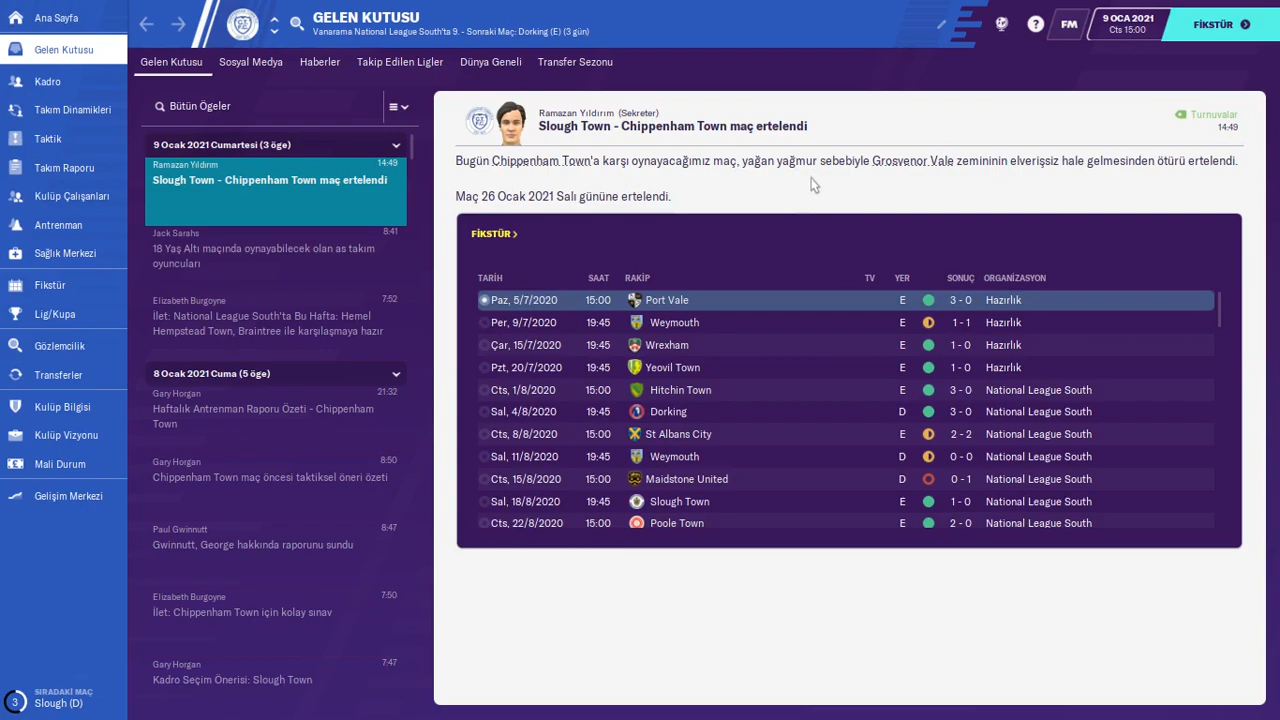 Ana Sayfa
Gelen Kutusu
Kadro
Takım Dinamikleri
Taktik
Takım Raporu
Kulüp Çalışanları
Antrenman
Sağlık Merkezi
Fikstür
Lig/Kupa
Gözlemcilik
Transferler
Kulüp Bilgisi
Kulüp Vizyonu
Mali Durum
Gelişim Merkezi
3
SIRADAKİ MAÇ
Slough (D)
GELEN KUTUSU
Vanarama National League South'ta 9. - Sonraki Maç: Dorking (E) (3 gün)
?
FM
9 OCA 2021
Cts 15:00
FİKSTÜR
Gelen Kutusu Sosyal Medya Haberler Takip Edilen Ligler Dünya Geneli Transfer Sezonu
Bütün Ögeler
9 Ocak 2021 Cumartesi (3 öge)
Ramazan Yıldırım 14:49
Slough Town - Chippenham Town maç ertelendi
Jack Sarahs 8:41
18 Yaş Altı maçında oynayabilecek olan as takım
oyuncuları
Elizabeth Burgoyne 7:52
İlet: National League South'ta Bu Hafta: Hemel
Hempstead Town, Braintree ile karşılaşmaya hazır
8 Ocak 2021 Cuma (5 öge)
Gary Horgan 21:32
Haftalık Antrenman Raporu Özeti - Chippenham
Town
Gary Horgan 8:50
Chippenham Town maç öncesi taktiksel öneri özeti
Paul Gwinnutt 8:47
Gwinnutt, George hakkında raporunu sundu
Elizabeth Burgoyne 7:50
İlet: Chippenham Town için kolay sınav
Gary Horgan 7:47
Kadro Seçim Önerisi: Slough Town
Ramazan Yıldırım (Sekreter)
Slough Town - Chippenham Town maç ertelendi
Turnuvalar
14:49
Bugün Chippenham Town'a karşı oynayacağımız maç, yağan yağmur sebebiyle Grosvenor Vale zemininin elverişsiz hale gelmesinden ötürü ertelendi.
Maç 26 Ocak 2021 Salı gününe ertelendi.
FİKSTÜR
TARİH SAAT RAKİP TV YER SONUÇ ORGANİZASYON
Paz, 5/7/2020 15:00 Port Vale E 3 - 0 Hazırlık
Per, 9/7/2020 19:45 Weymouth E 1 - 1 Hazırlık
Çar, 15/7/2020 19:45 Wrexham E 1 - 0 Hazırlık
Pzt, 20/7/2020 19:45 Yeovil Town E 1 - 0 Hazırlık
Cts, 1/8/2020 15:00 Hitchin Town E 3 - 0 National League South
Sal, 4/8/2020 19:45 Dorking D 3 - 0 National League South
Cts, 8/8/2020 15:00 St Albans City E 2 - 2 National League South
Sal, 11/8/2020 19:45 Weymouth D 0 - 0 National League South
Cts, 15/8/2020 15:00 Maidstone United D 0 - 1 National League South
Sal, 18/8/2020 19:45 Slough Town E 1 - 0 National League South
Cts, 22/8/2020 15:00 Poole Town E 2 - 0 National League South